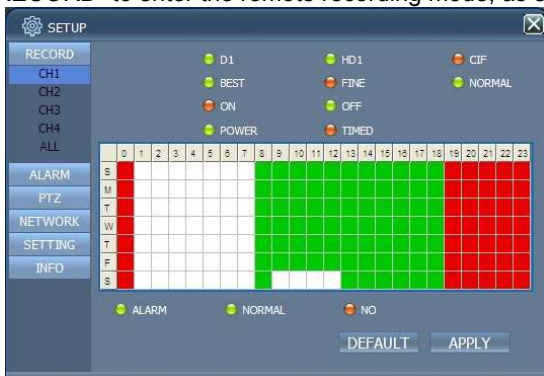 to enter the remote recording mode, as s
SETUP
RECORD
CH1
CH2
CH3
CH4
ALL
ALARM
PTZ
NETWORK
SETTING
INFO
D1 HD1 CIF
BEST FINE NORMAL
ON OFF
POWER TIMED
0 1 2 3 4 5 6 7 8 9 10 11 12 13 14 15 16 17 18 19 20 21 22 23
S
M
T
W
T
F
S
ALARM NORMAL NO
DEFAULT APPLY